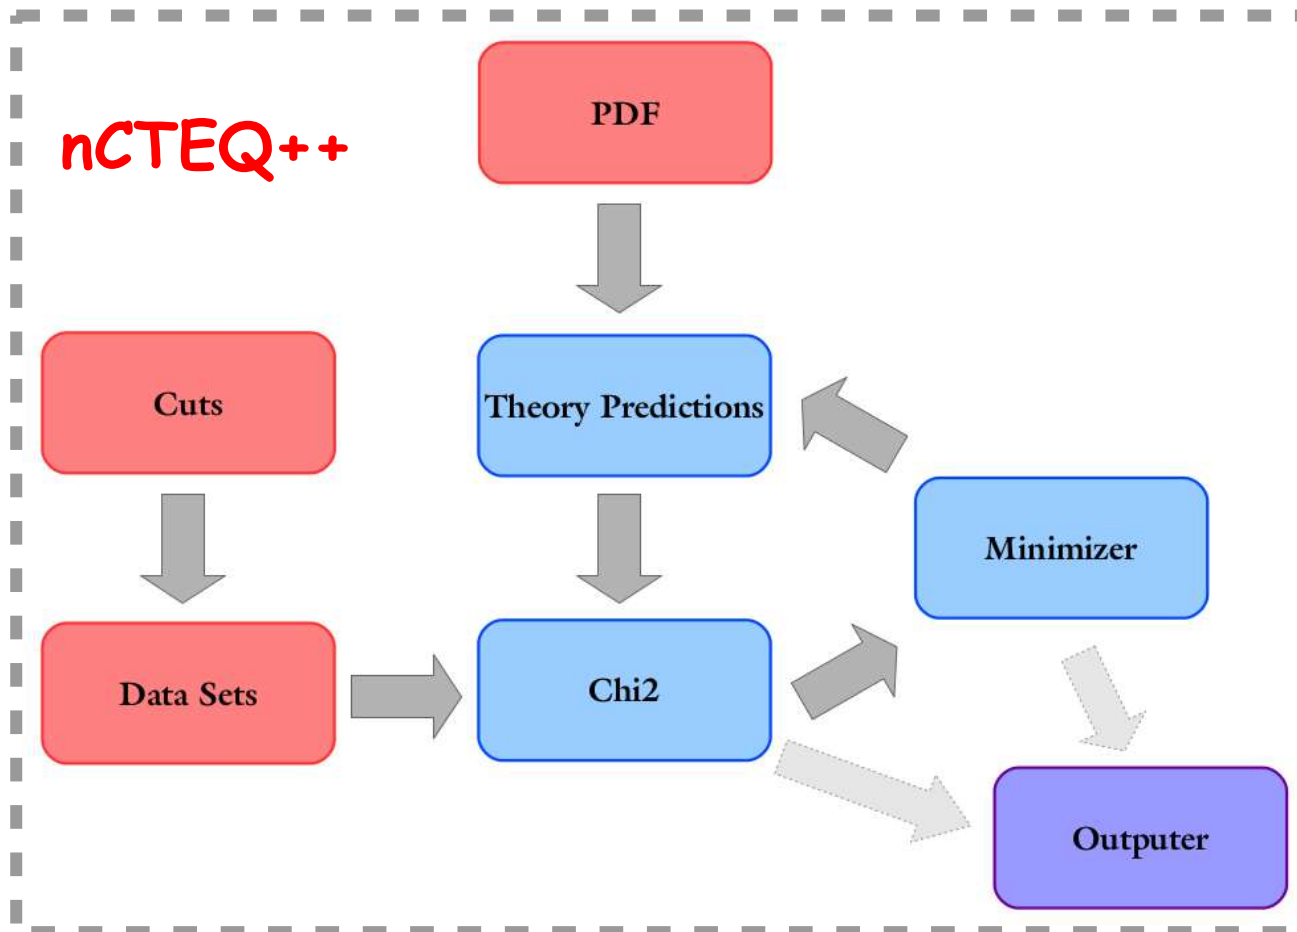 PDF
nCTEQ++
Cuts
Theory Predictions
Minimizer
Data Sets
Chi2
Outputer